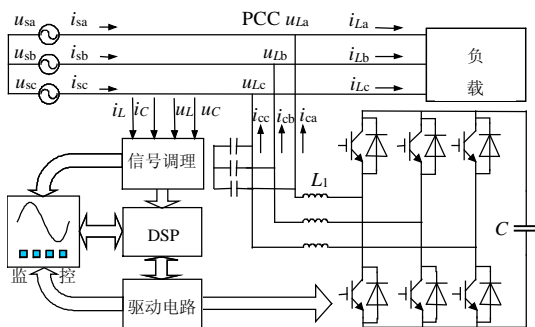 usa isa PCC uLa iLa
usb isb uLb iLb 负
usc isc uLc iLc 载
iL iC uL uC icc icb ica
信号调理
L1
DSP
C
监 控
驱动电路